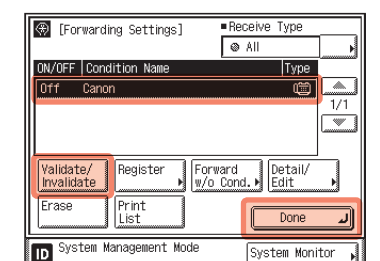 [Forwarding Settings]
■Receive Type
All
ON/OFF Condition Name Type
Off Canon
1/1
Validate/
Invalidate
Register
Forward
w/o Cond.
Detail/
Edit
Erase
Print
List
Done
ID System Management Mode
System Monitor